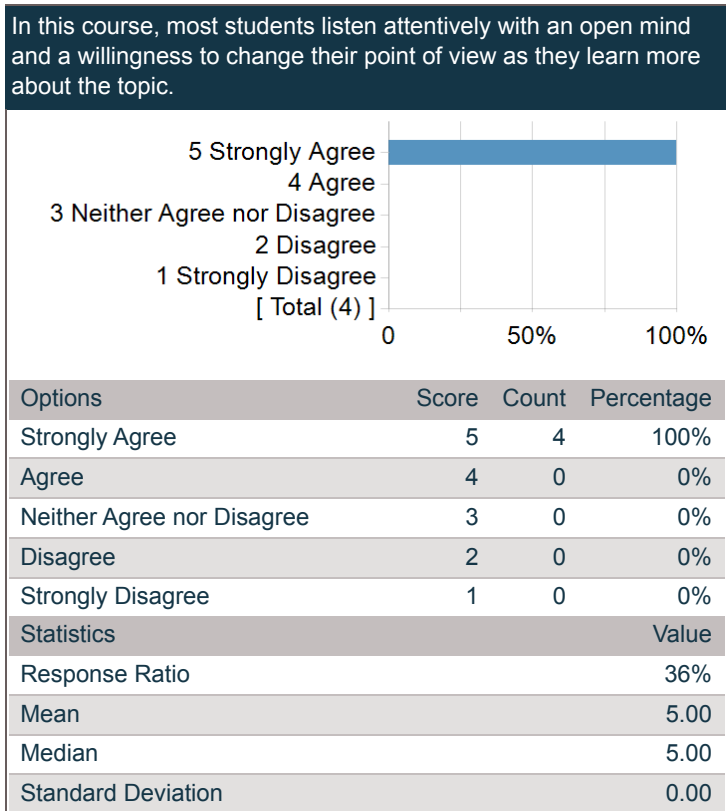 In this course, most students listen attentively with an open mind
and a willingness to change their point of view as they learn more
about the topic.
5 Strongly Agree
4 Agree
3 Neither Agree nor Disagree
2 Disagree
1 Strongly Disagree
[ Total (4) ]
0 50% 100%
Options Score Count Percentage
Strongly Agree 5 4 100%
Agree 4 0 0%
Neither Agree nor Disagree 3 0 0%
Disagree 2 0 0%
Strongly Disagree 1 0 0%
Statistics Value
Response Ratio 36%
Mean 5.00
Median 5.00
Standard Deviation 0.00